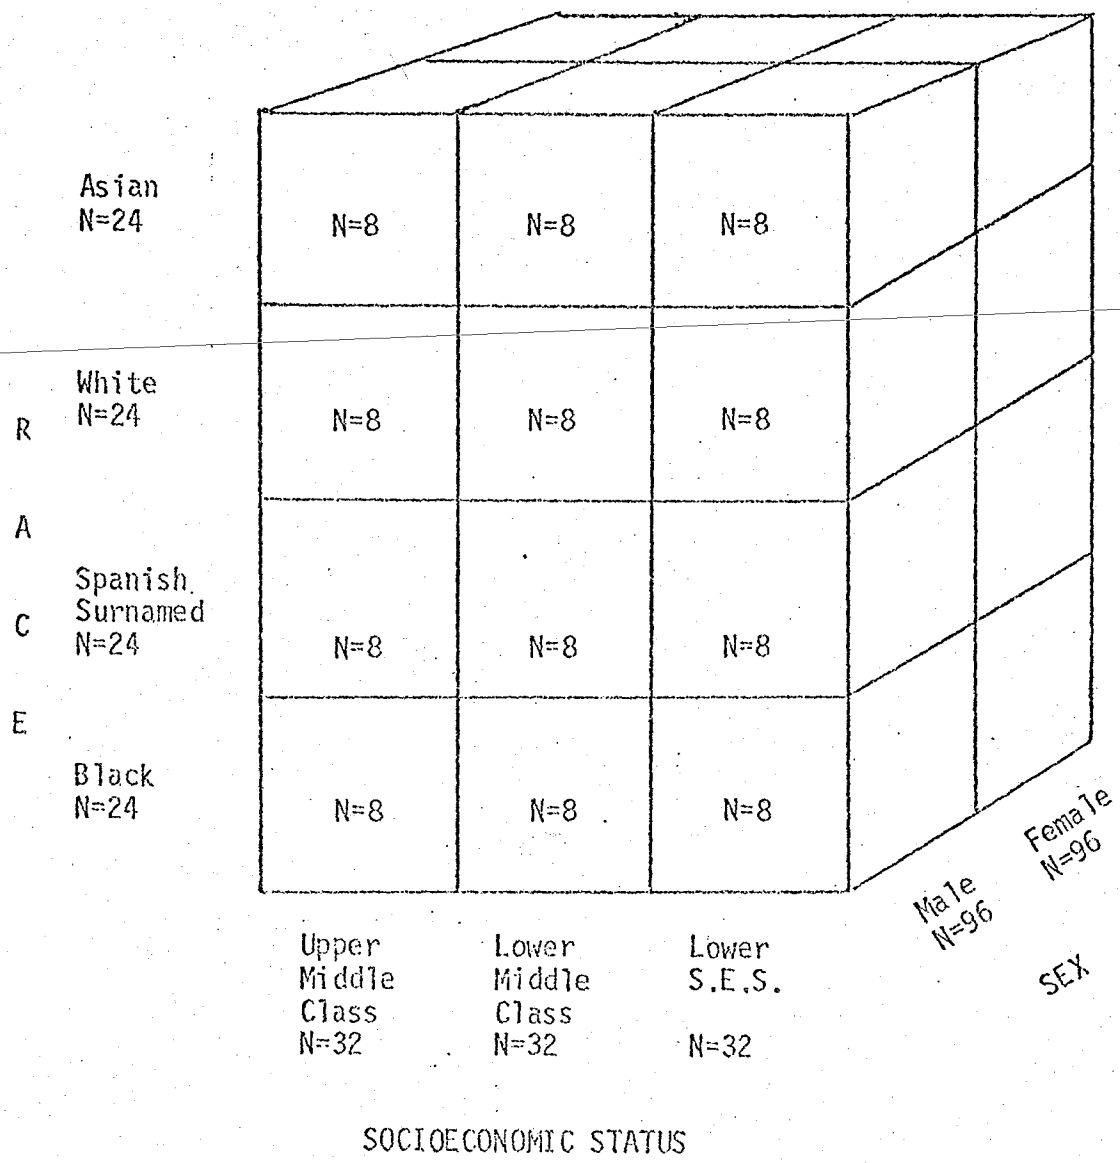 Asian
N=24
N=8 N=8 N=8
White
N=24
N=8 N=8 N=8
Spanish
Surnamed
N=24
N=8 N=8 N=8
Black
N=24
N=8 N=8 N=8
R
A
C
E
Upper
Middle
Class
N=32
Lower
Middle
Class
N=32
Lower
S.E.S.
N=32
Male
N=96
Female
N=96
SEX
SOCIOECONOMIC STATUS